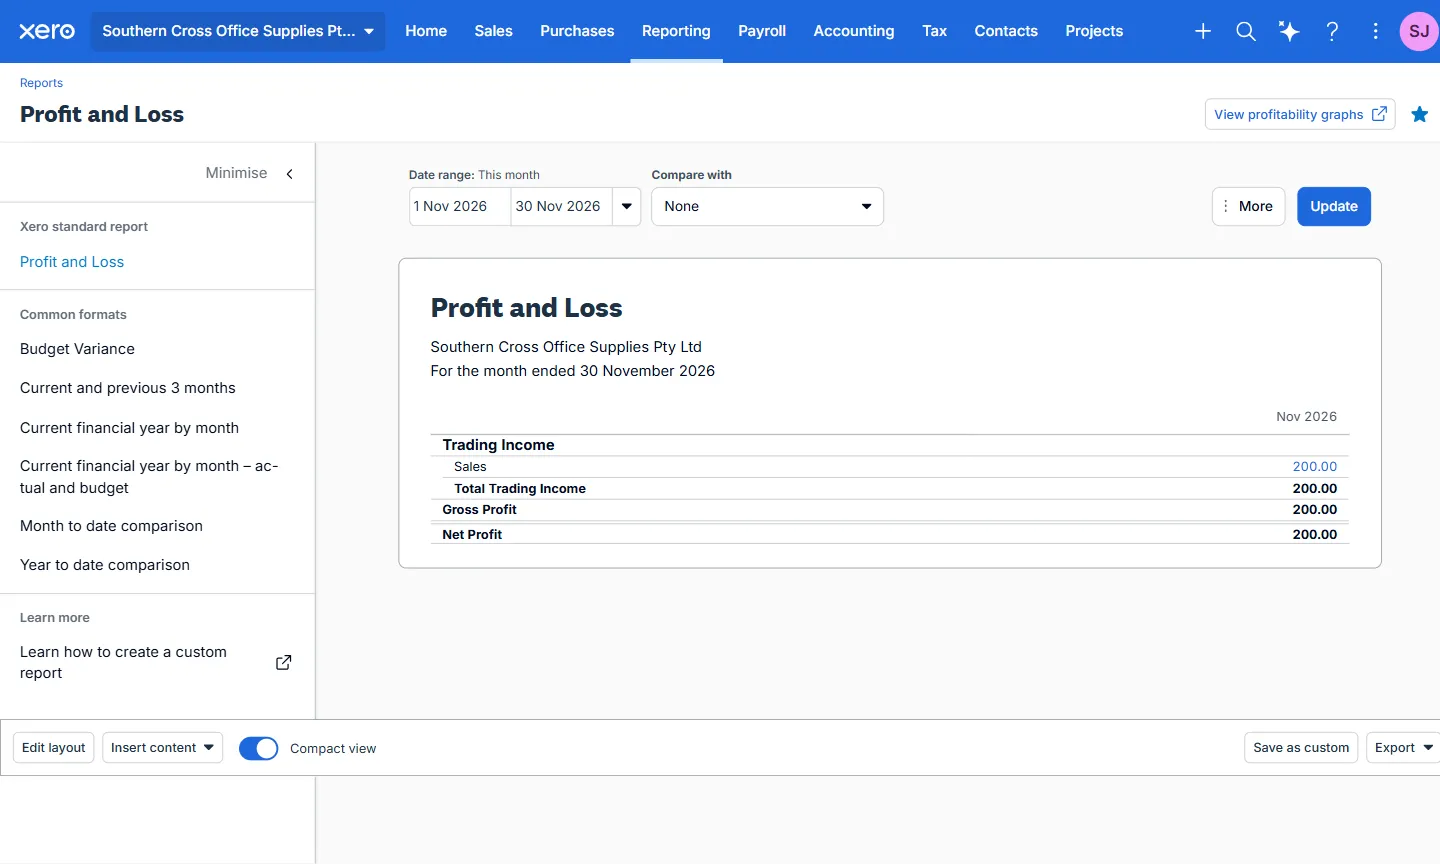 xero
Southern Cross Office Supplies Pt...
Home
Sales
Purchases
Reporting
Payroll
Accounting
Tax
Contacts
Projects
SJ
Reports
Profit and Loss
View profitability graphs
Minimise
Xero standard report
Profit and Loss
Common formats
Budget Variance
Current and previous 3 months
Current financial year by month
Current financial year by month – ac-
tual and budget
Month to date comparison
Year to date comparison
Learn more
Learn how to create a custom
report
Date range: This month
Compare with
1 Nov 2026
30 Nov 2026
None
More
Update
Profit and Loss
Southern Cross Office Supplies Pty Ltd
For the month ended 30 November 2026
Nov 2026
Trading Income
Sales 200.00
Total Trading Income 200.00
Gross Profit 200.00
Net Profit 200.00
Edit layout
Insert content
Compact view
Save as custom
Export